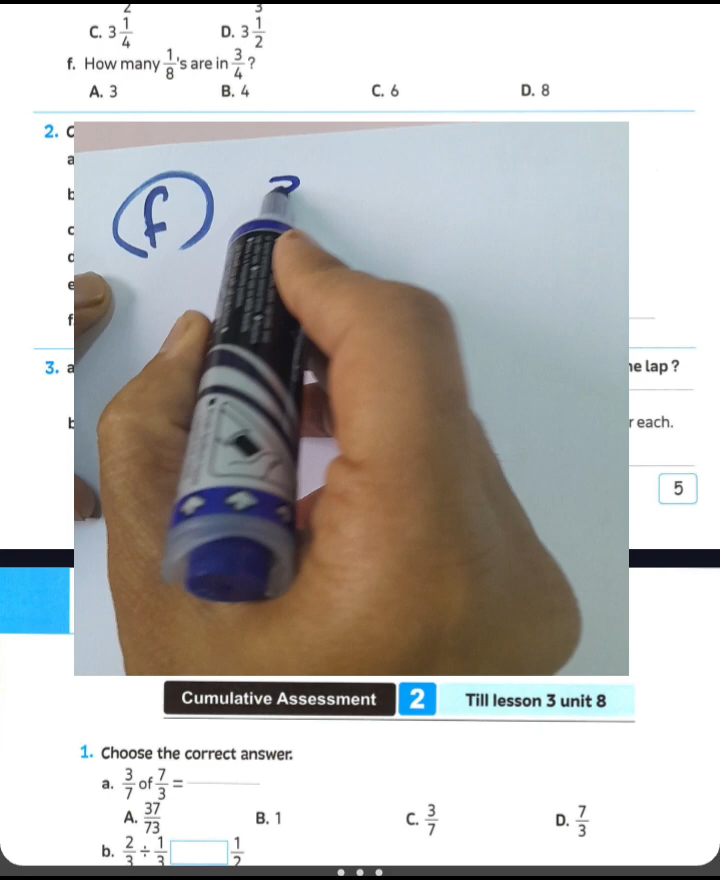 C. 3 1/4 D. 3 1/2
f. How many 1/8's are in 3/4?
A. 3 B. 4 C. 6 D. 8
2.
f
3. a
he lap?
r each.
5
Cumulative Assessment 2 Till lesson 3 unit 8
1. Choose the correct answer.
a. 3/7 of 7/3 =
A. 37/73 B. 1 C. 3/7 D. 7/3
b. 2/3 ÷ 1/3 1/2